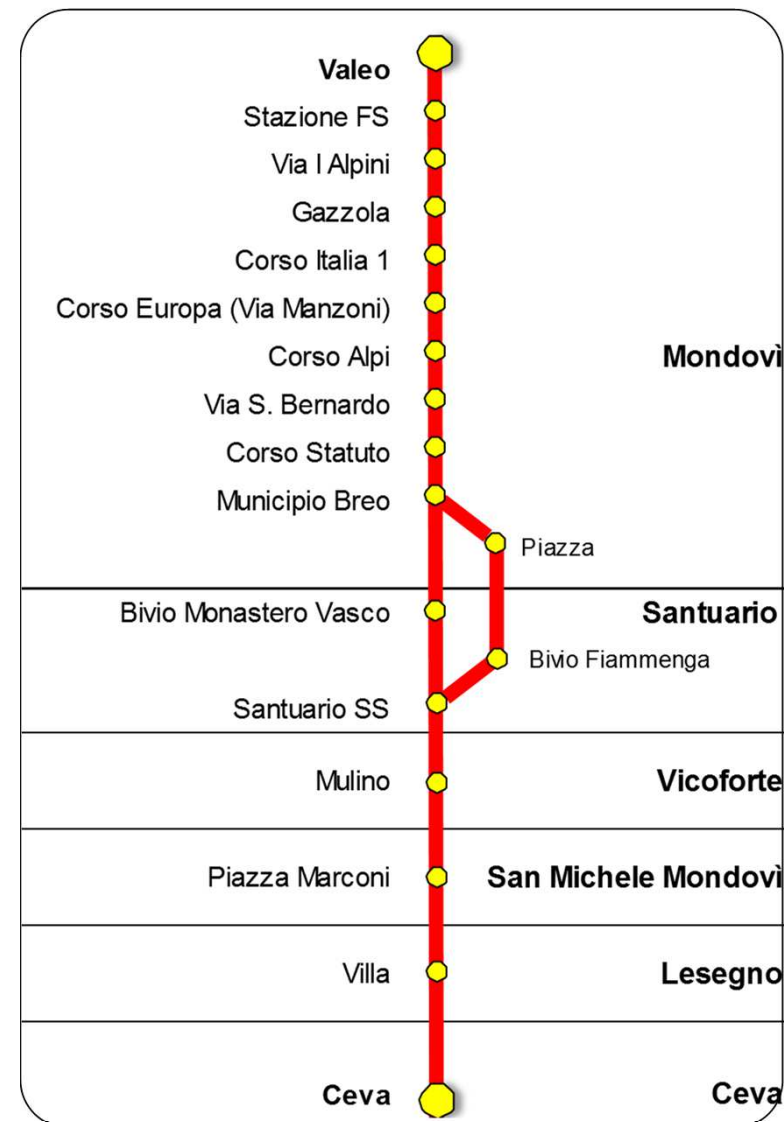 Valeo
Stazione FS
Via I Alpini
Gazzola
Corso Italia 1
Corso Europa (Via Manzoni)
Corso Alpi
Mondovì
Via S. Bernardo
Corso Statuto
Municipio Breo
Piazza
Bivio Monastero Vasco
Santuario
Bivio Fiammenga
Santuario SS
Mulino
Vicoforte
Piazza Marconi
San Michele Mondovì
Villa
Lesegno
Ceva
Ceva